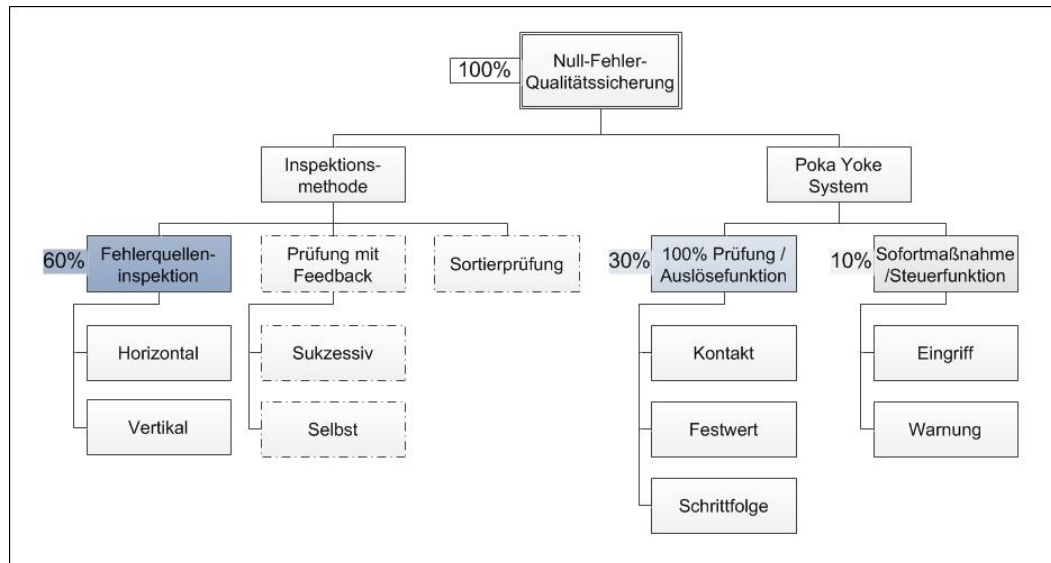 100%
Null-Fehler-
Qualitätssicherung
Inspektions-
methode
Poka Yoke
System
60%
Fehlerquellen-
inspektion
Prüfung mit
Feedback
Sortierprüfung
30%
100% Prüfung /
Auslösefunktion
10%
Sofortmaßnahme
/Steuerfunktion
Horizontal
Sukzessiv
Kontakt
Eingriff
Vertikal
Selbst
Festwert
Warnung
Schrittfolge